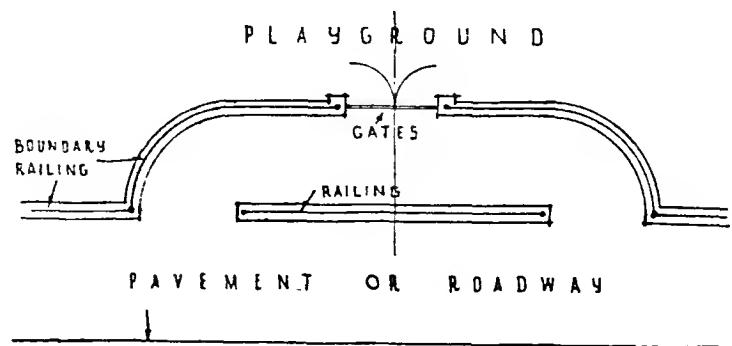 PLAYGROUND
GATES
BOUNDARY
RAILING
RAILING
PAVEMENT OR ROADWAY